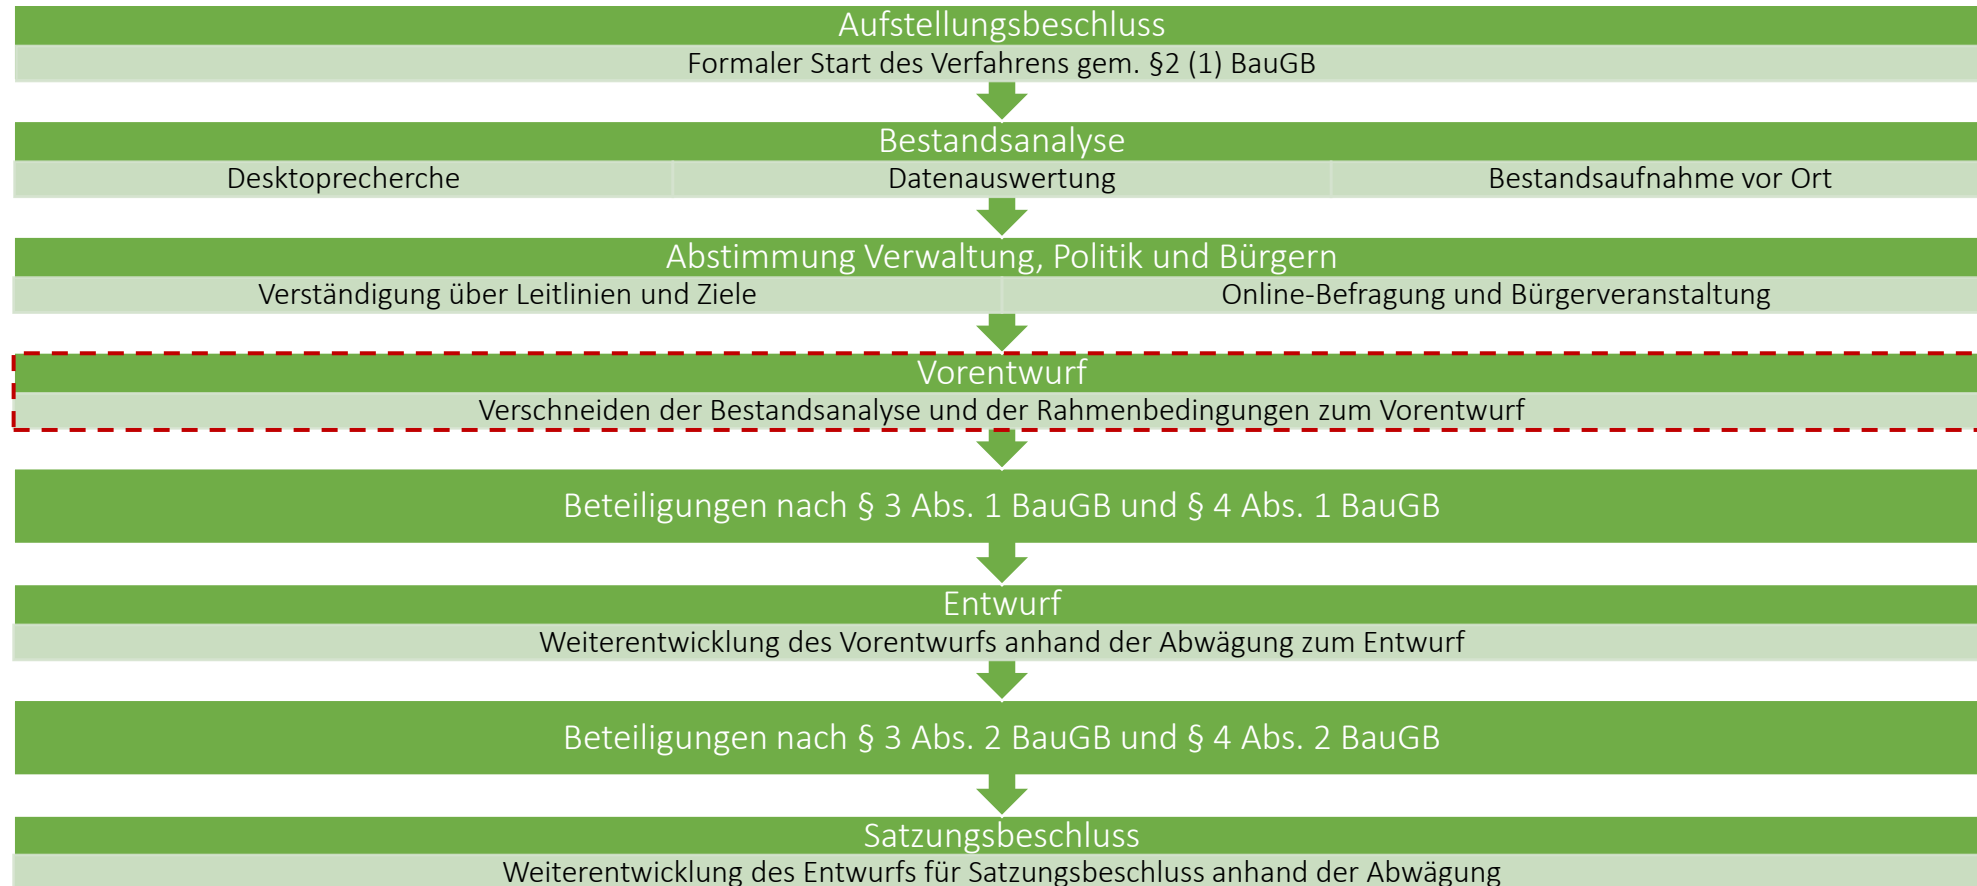 Aufstellungsbeschluss
Formaler Start des Verfahrens gem. §2 (1) BauGB
Bestandsanalyse
Desktoprecherche
Datenauswertung
Bestandsaufnahme vor Ort
Abstimmung Verwaltung, Politik und Bürgern
Verständigung über Leitlinien und Ziele
Online-Befragung und Bürgerveranstaltung
Vorentwurf
Verschneiden der Bestandsanalyse und der Rahmenbedingungen zum Vorentwurf
Beteiligungen nach § 3 Abs. 1 BauGB und § 4 Abs. 1 BauGB
Entwurf
Weiterentwicklung des Vorentwurfs anhand der Abwägung zum Entwurf
Beteiligungen nach § 3 Abs. 2 BauGB und § 4 Abs. 2 BauGB
Satzungsbeschluss
Weiterentwicklung des Entwurfs für Satzungsbeschluss anhand der Abwägung